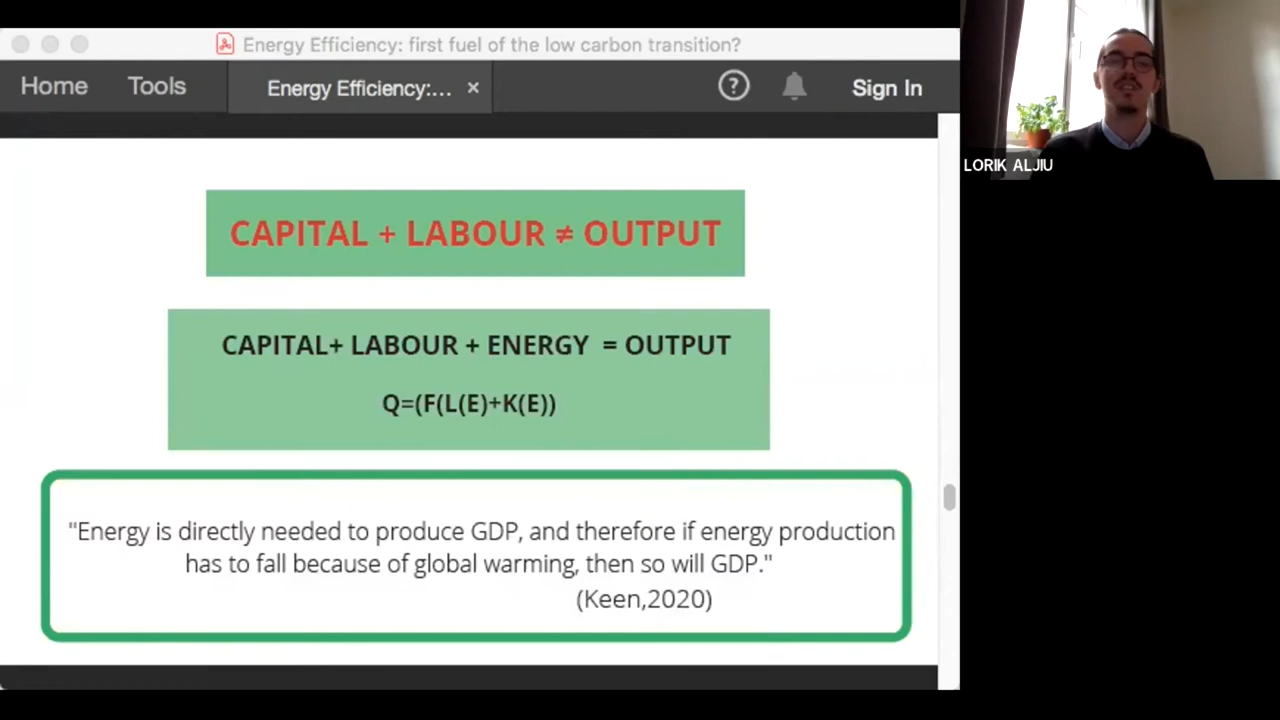 Energy Efficiency: first fuel of the low carbon transition?
Home Tools Energy Efficiency:... × ? Sign In
CAPITAL + LABOUR ≠ OUTPUT
CAPITAL+ LABOUR + ENERGY = OUTPUT
Q=(F(L(E)+K(E))
"Energy is directly needed to produce GDP, and therefore if energy production
has to fall because of global warming, then so will GDP."
(Keen,2020)
LORIK ALJIU